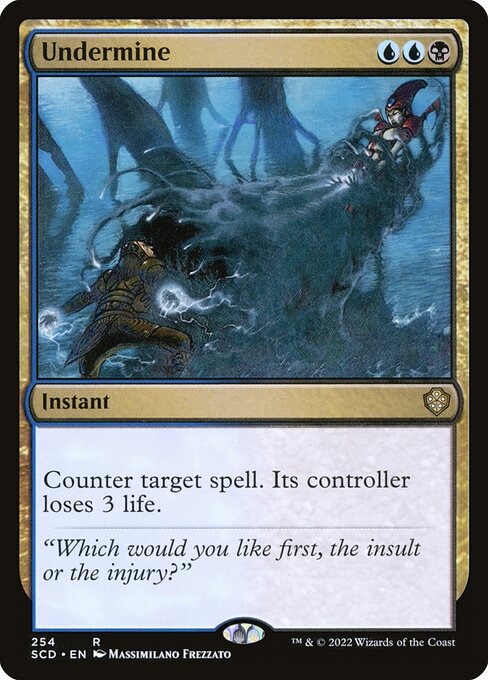 Undermine
Instant
Counter target spell. Its controller
loses 3 life.
“Which would you like first, the insult
or the injury?”
254 R
SCD • EN Massimiliano Frezzato
™ & © 2022 Wizards of the Coast